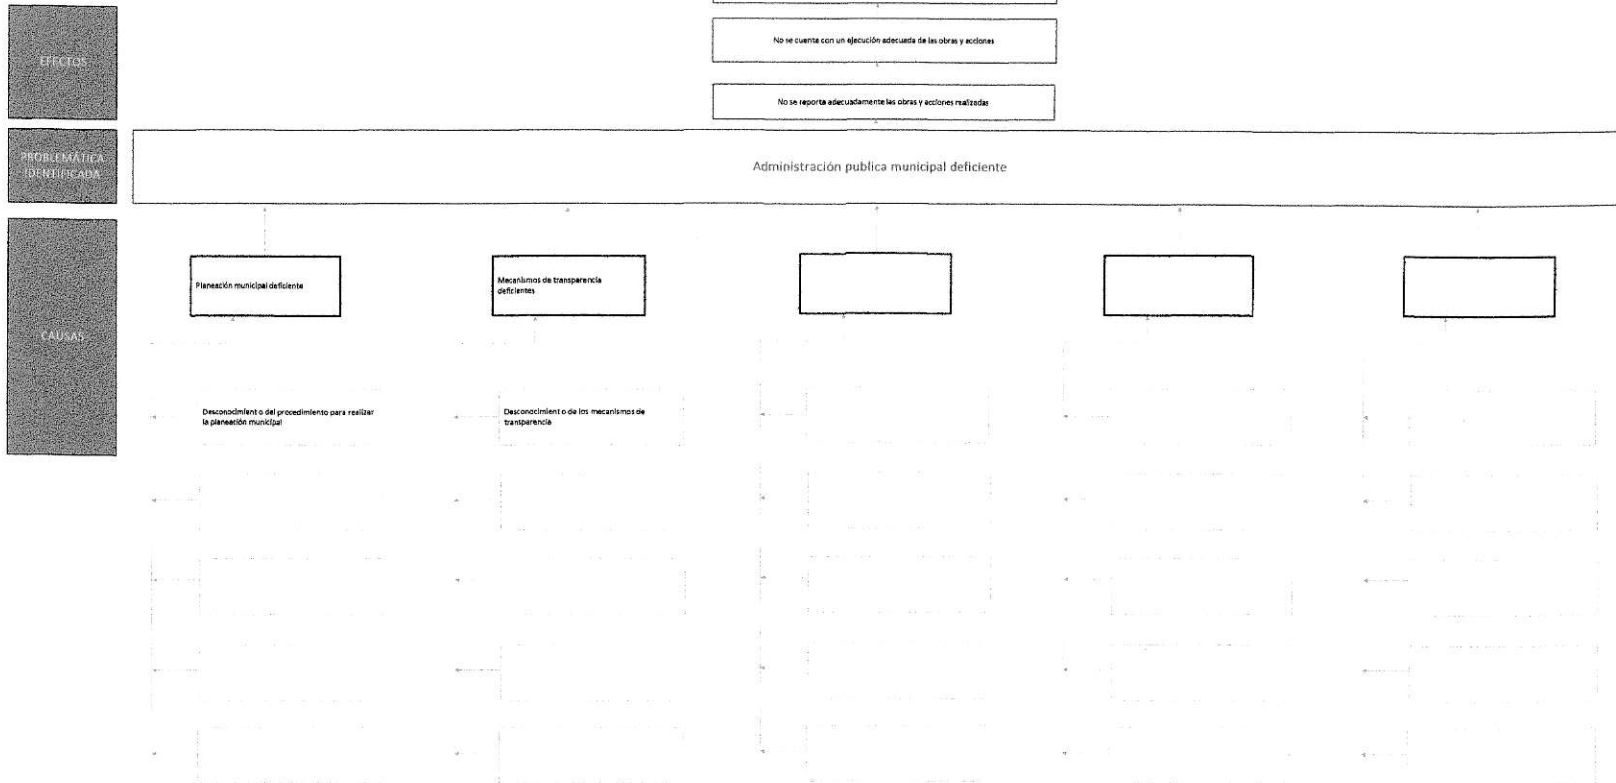 No se cuenta con un ejecución adecuada de las obras y acciones
EFECTOS
No se reporta adecuadamente las obras y acciones realizadas
PROBLEMÁTICA
IDENTIFICADA
Administración publica municipal deficiente
Planeación municipal deficiente
Mecanismos de transparencia
deficientes
CAUSAS
Desconocimiento del procedimiento para realizar
la planeación municipal
Desconocimiento de los mecanismos de
transparencia